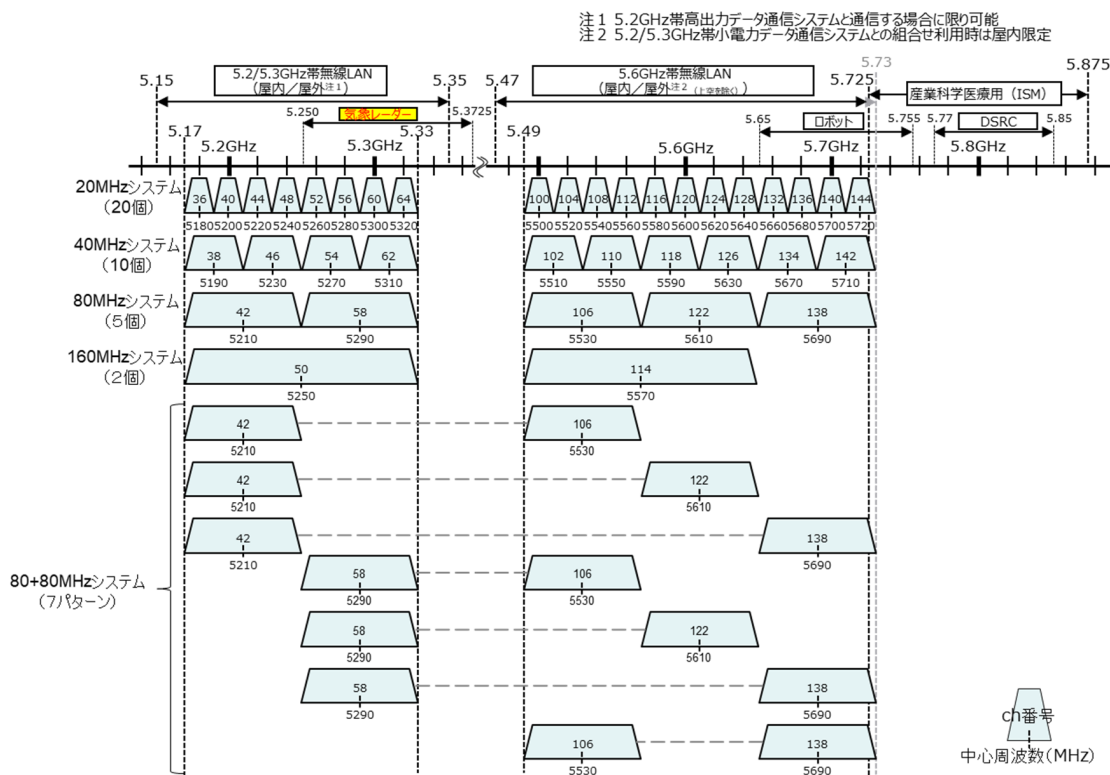 注１ 5.2GHz帯高出力データ通信システムと通信する場合に限り可能
注２ 5.2/5.3GHz帯小電力データ通信システムとの組合せ利用時は屋内限定
5.15
5.2/5.3GHz帯無線LAN
（屋内／屋外注１）
5.35
5.47
5.6GHz帯無線LAN
（屋内／屋外注２（上空を除く））
5.725
5.73
5.875
産業科学医療用（ISM）
5.250
気象レーダー
5.3725
5.65
ロボット
5.755
5.77
DSRC
5.85
5.17
5.33
5.49
5.2GHz
5.3GHz
5.6GHz
5.7GHz
5.8GHz
20MHzシステム
（20個）
36 40 44 48 52 56 60 64 100 104 108 112 116 120 124 128 132 136 140 144
5180 5200 5220 5240 5260 5280 5300 5320 5500 5520 5540 5560 5580 5600 5620 5640 5660 5680 5700 5720
40MHzシステム
（10個）
38 46 54 62 102 110 118 126 134 142
5190 5230 5270 5310 5510 5550 5590 5630 5670 5710
80MHzシステム
（５個）
42 58 106 122 138
5210 5290 5530 5610 5690
160MHzシステム
（２個）
50 114
5250 5570
80+80MHzシステム
（7パターン）
42 106
5210 5530
42 122
5210 5610
42 138
5210 5690
58 106
5290 5530
58 122
5290 5610
58 138
5290 5690
106 138
5530 5690
ch番号
中心周波数(MHz)